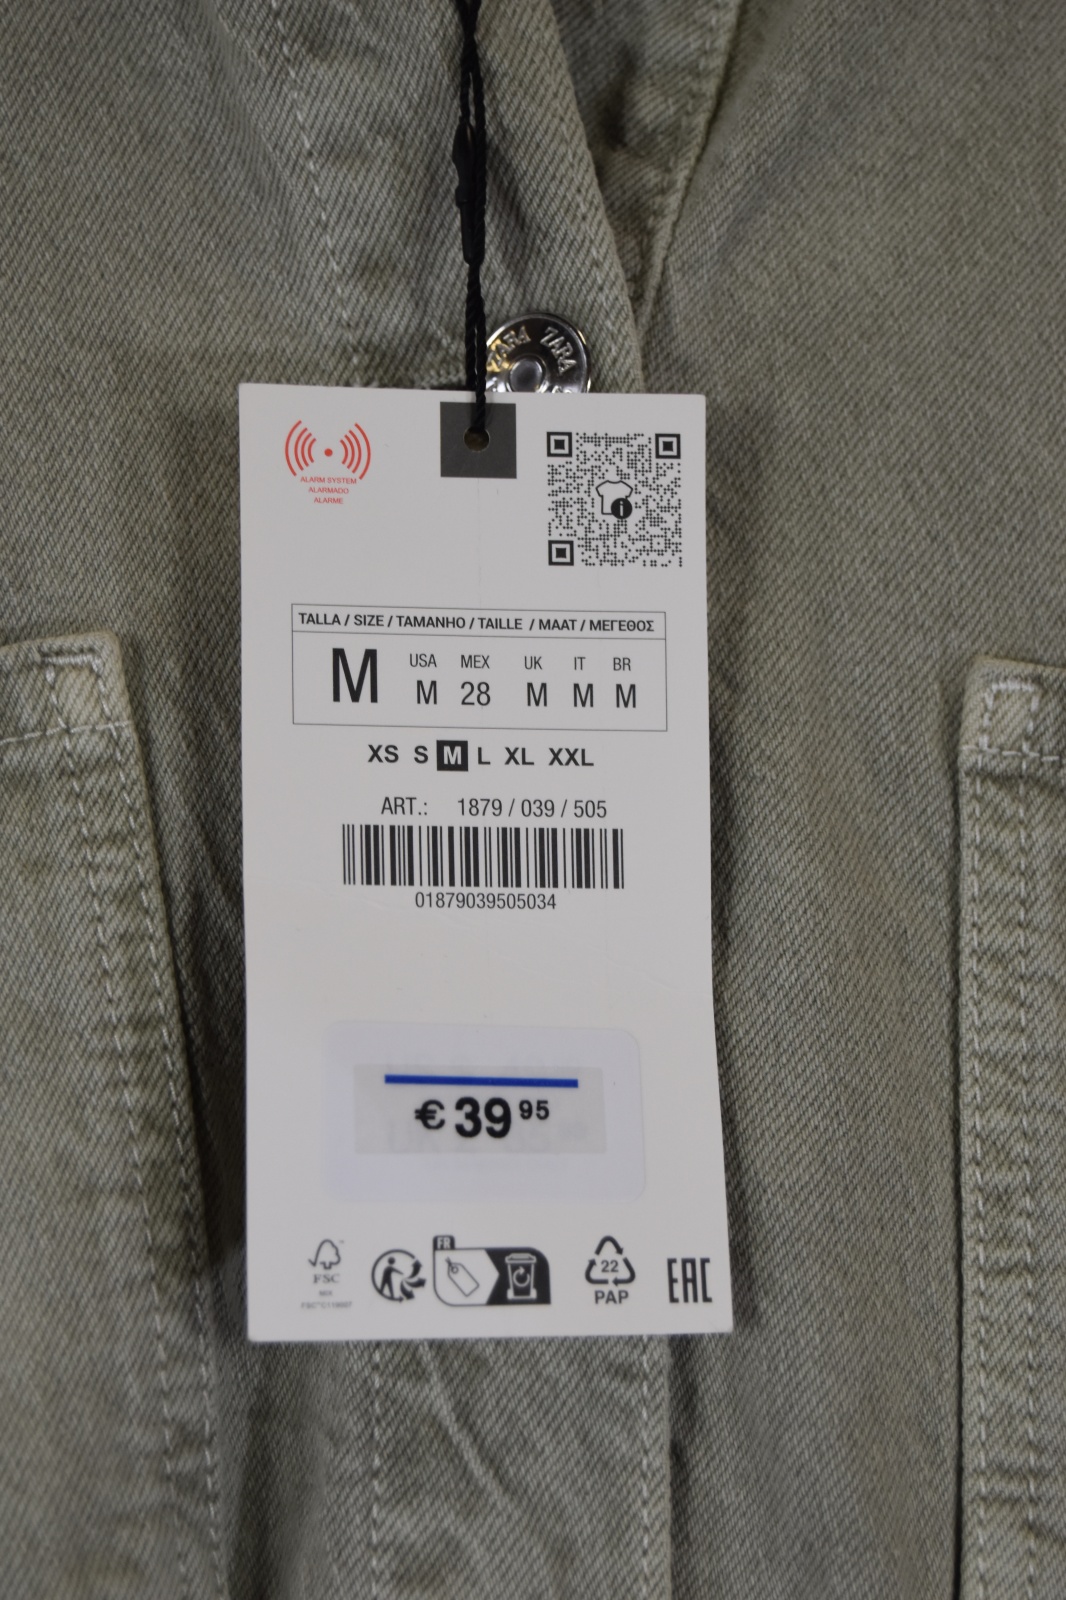 ZARA ZARA
ALARM SYSTEM
ALARMADO
ALARME
i
TALLA / SIZE / TAMANHO / TAILLE / MAAT / ΜΕΓΕΘΟΣ
M USA MEX UK IT BR
M 28 M M M
XS S M L XL XXL
ART.: 1879 / 039 / 505
01879039505034
€ 39 95
FR
FSC
MIX
22
PAP
EAC